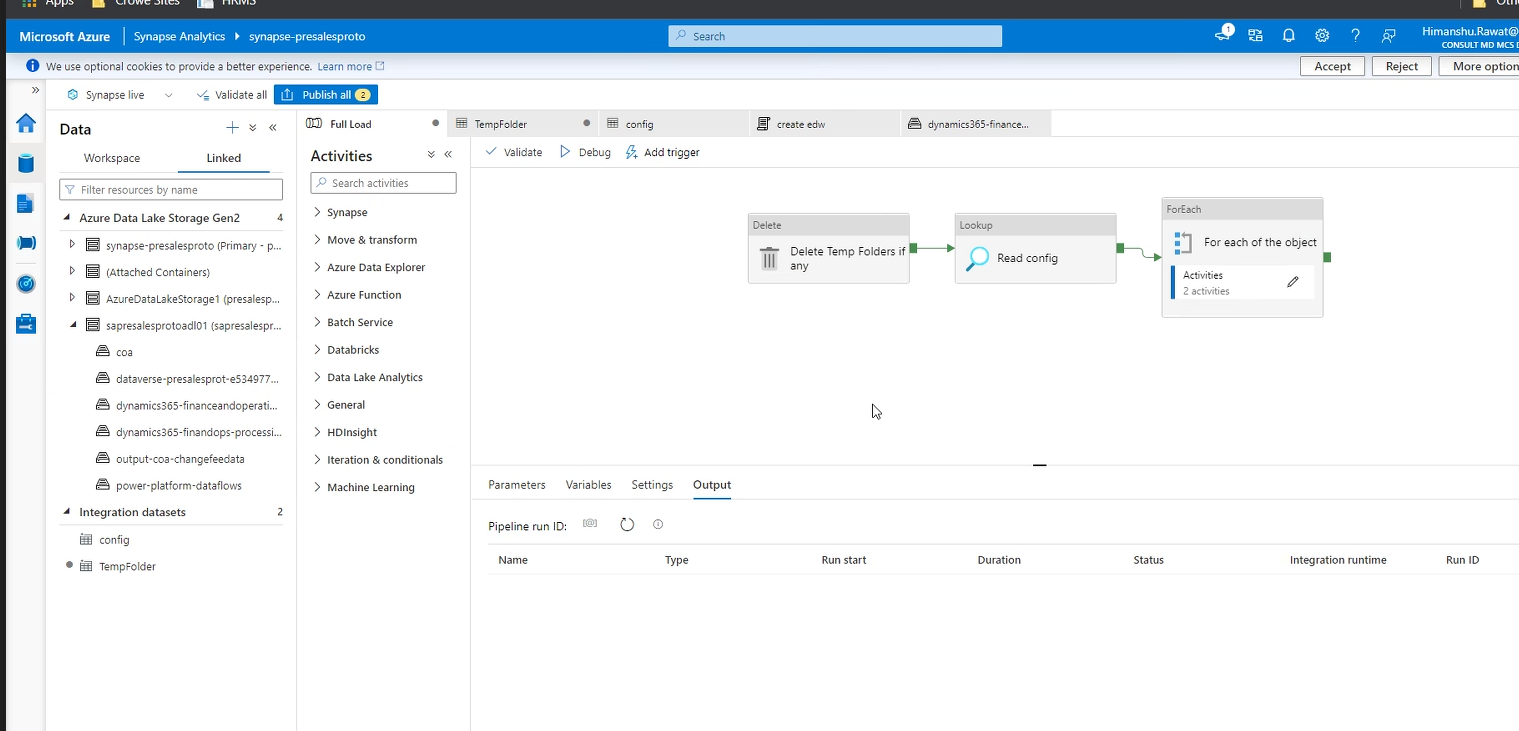 Apps Crowe Sites HRMS
Microsoft Azure Synapse Analytics synapse-presalesproto Search 1 Himanshu.Rawat@
CONSULT MD MCS
We use optional cookies to provide a better experience. Learn more Accept Reject More option
Synapse live Validate all Publish all 2
Data Full Load TempFolder config create edw dynamics365-finance...
Workspace Linked
Filter resources by name
Azure Data Lake Storage Gen2 4
synapse-presalesproto (Primary - p...
(Attached Containers)
AzureDataLakeStorage1 (presalesp...
sapresalesprotoadl01 (sapresalespr...
coa
dataverse-presalesprot-e534977...
dynamics365-financeandoperati...
dynamics365-finandops-processi...
output-coa-changefeedata
power-platform-dataflows
Integration datasets 2
config
TempFolder
Activities
Search activities
Synapse
Move & transform
Azure Data Explorer
Azure Function
Batch Service
Databricks
Data Lake Analytics
General
HDInsight
Iteration & conditionals
Machine Learning
Validate Debug Add trigger
Delete
Delete Temp Folders if
any
Lookup
Read config
ForEach
For each of the object
Activities
2 activities
Parameters Variables Settings Output
Pipeline run ID:
Name Type Run start Duration Status Integration runtime Run ID